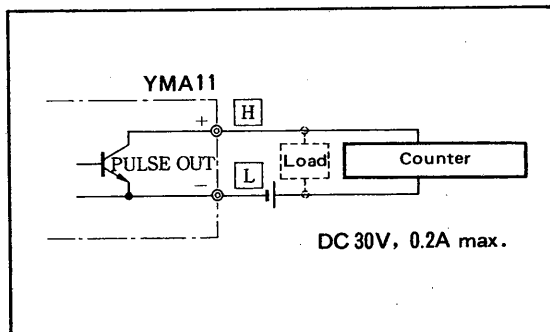 YMA11
+
H
PULSE OUT
Load
Counter
−
L
DC 30V, 0.2A max.